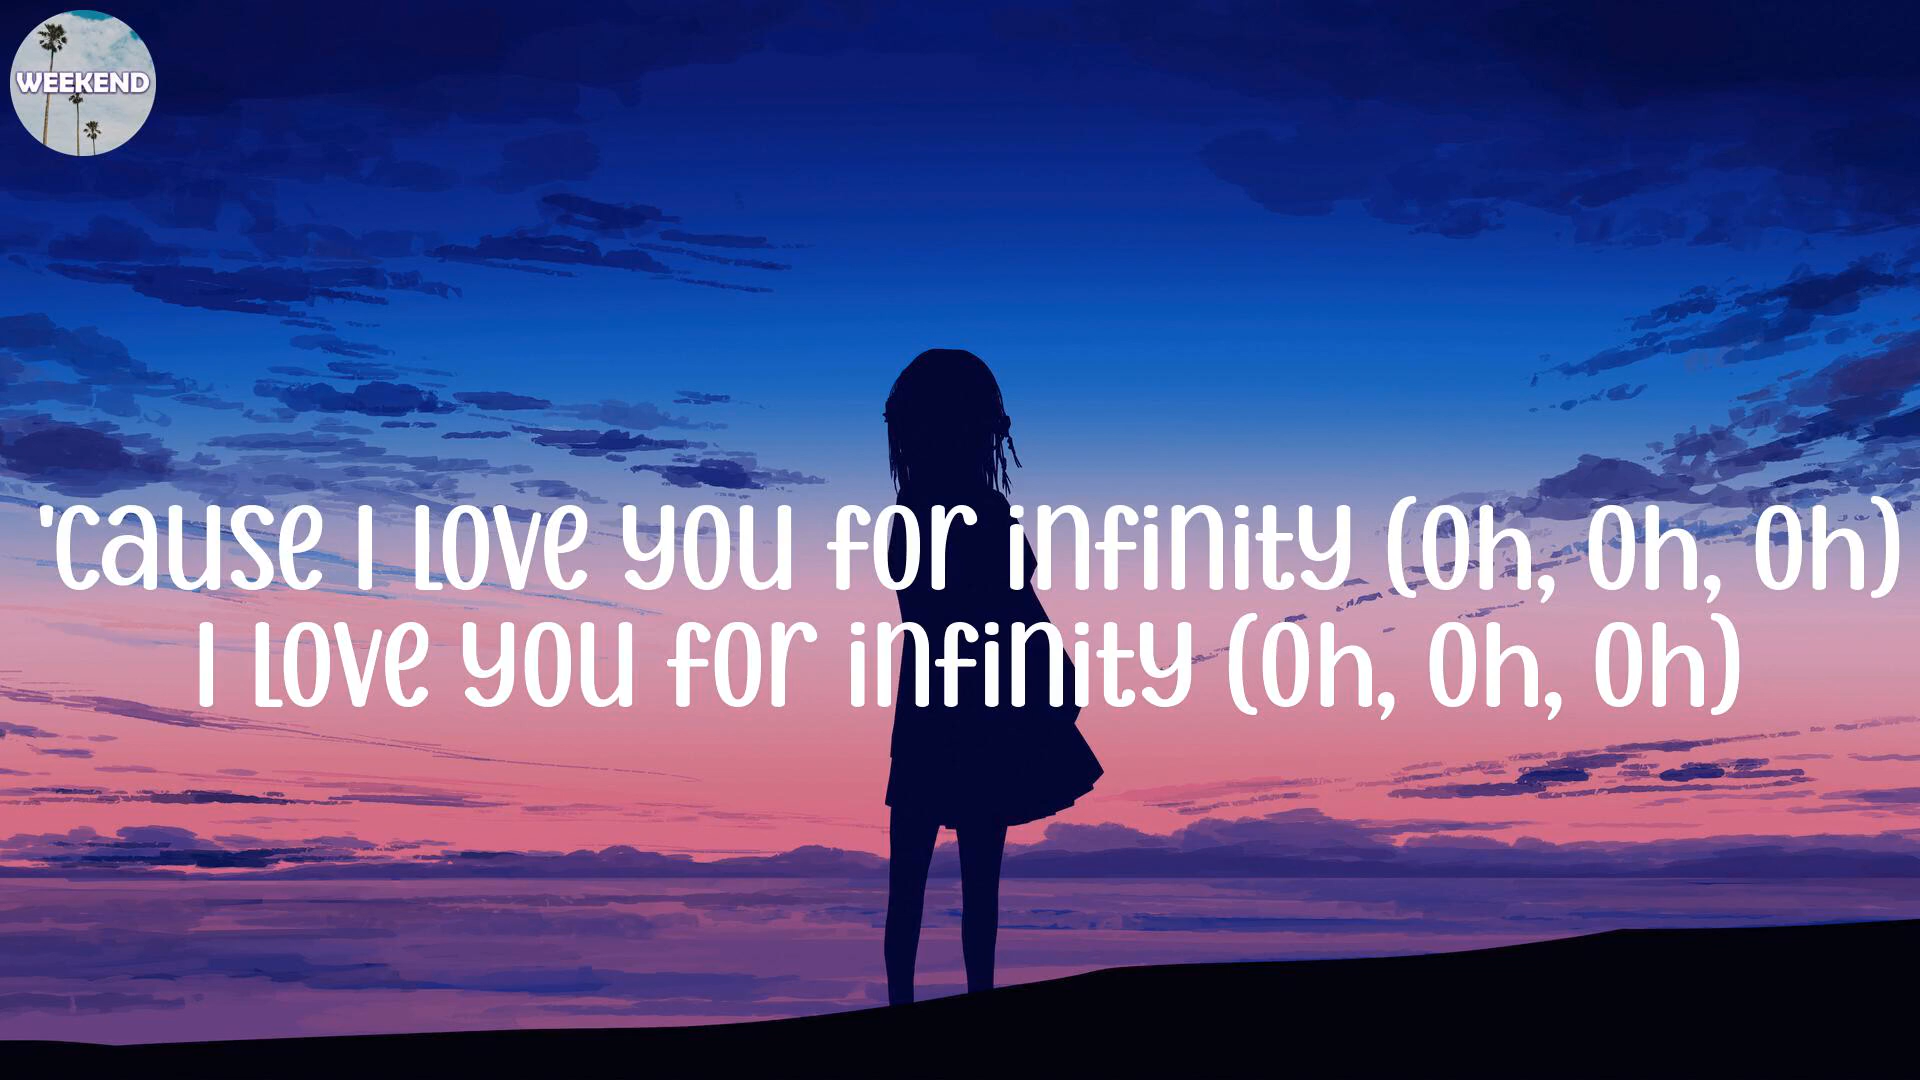 WEEKEND
'cause I love you for infinity (Oh, Oh, Oh)
I love you for infinity (Oh, Oh, Oh)